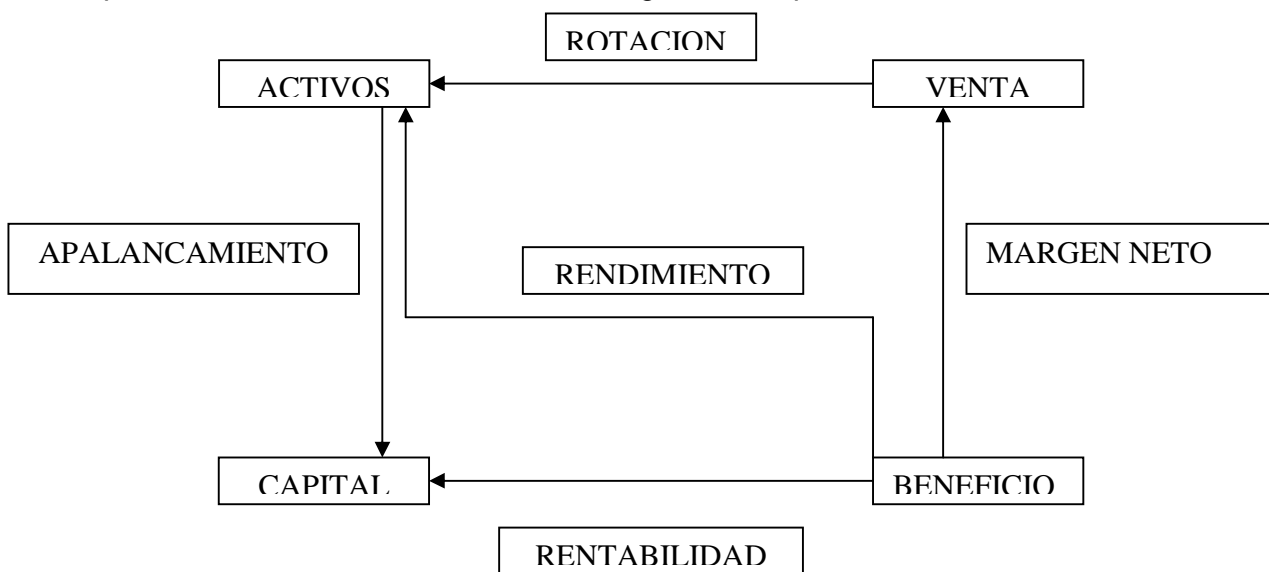 ROTACION
ACTIVOS
VENTA
APALANCAMIENTO
RENDIMIENTO
MARGEN NETO
CAPITAL
BENEFICIO
RENTABILIDAD